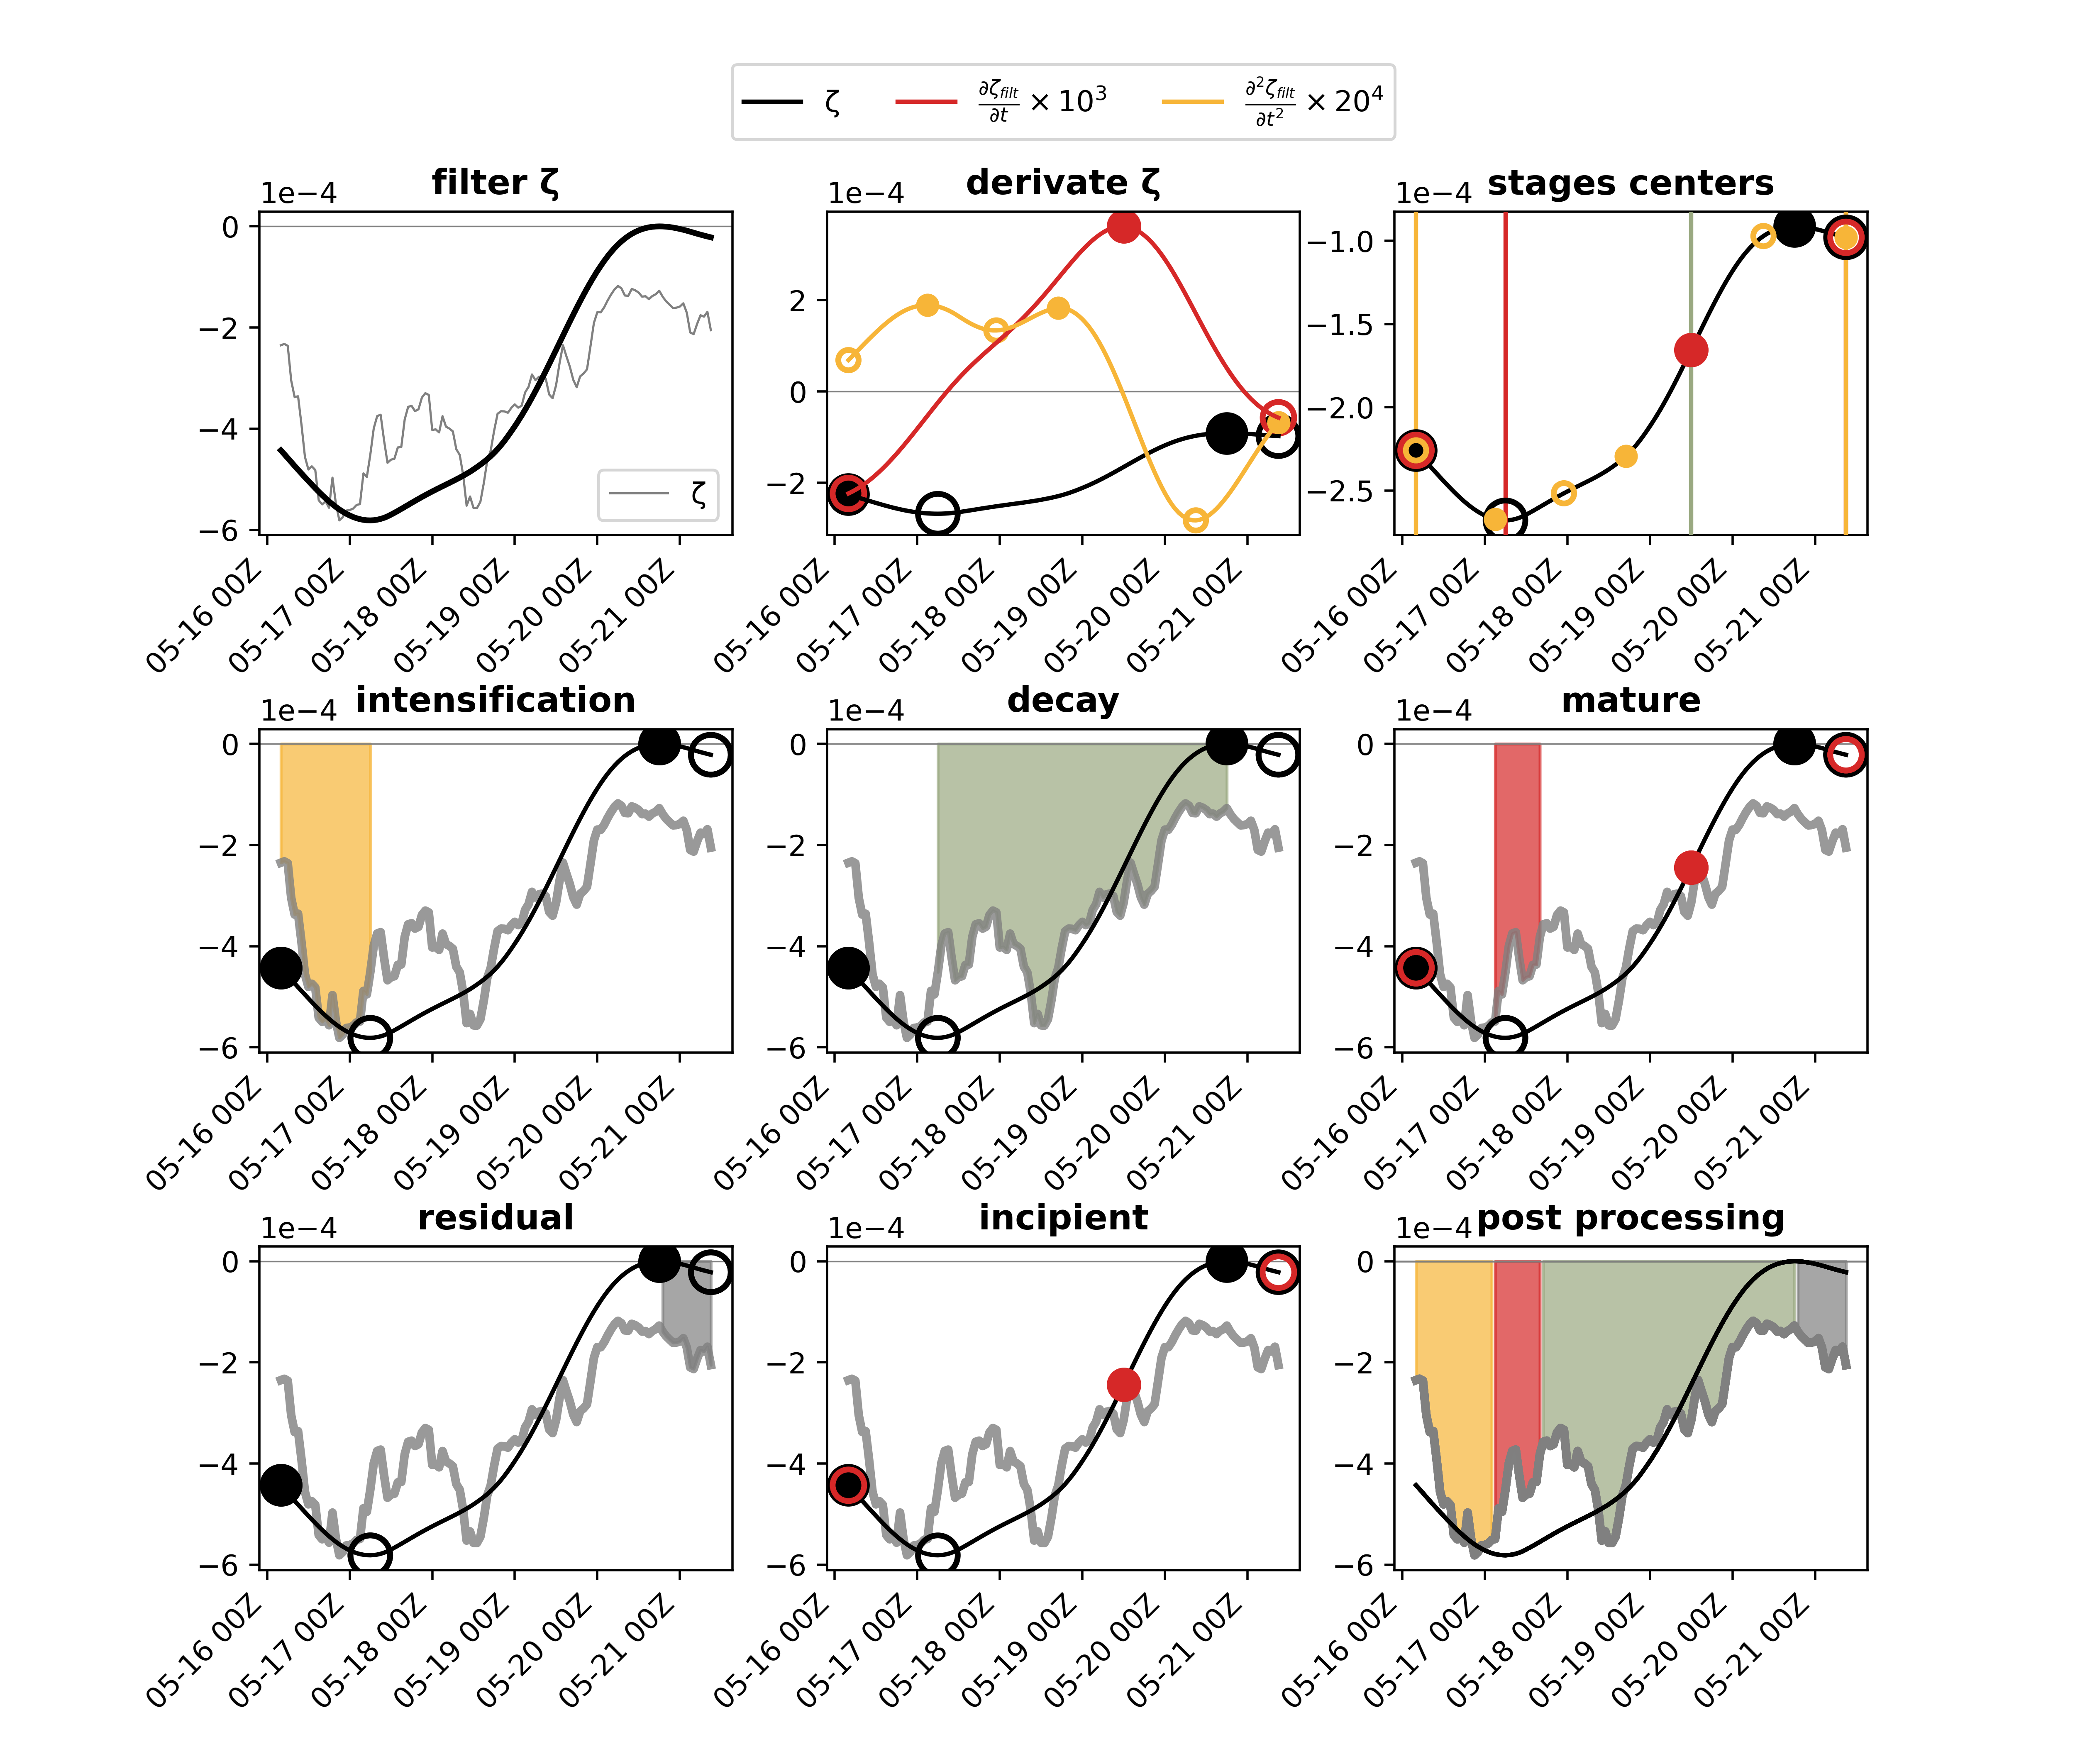 ζ ∂ζ_filt/∂t × 10³ ∂²ζ_filt/∂t² × 20⁴
filter ζ
1e−4
0
−2
−4
−6
ζ
05-16 00Z 05-17 00Z 05-18 00Z 05-19 00Z 05-20 00Z 05-21 00Z
derivate ζ
1e−4
2
0
−2
05-16 00Z 05-17 00Z 05-18 00Z 05-19 00Z 05-20 00Z 05-21 00Z
stages centers
1e−4
−1.0
−1.5
−2.0
−2.5
05-16 00Z 05-17 00Z 05-18 00Z 05-19 00Z 05-20 00Z 05-21 00Z
intensification
1e−4
0
−2
−4
−6
05-16 00Z 05-17 00Z 05-18 00Z 05-19 00Z 05-20 00Z 05-21 00Z
decay
1e−4
0
−2
−4
−6
05-16 00Z 05-17 00Z 05-18 00Z 05-19 00Z 05-20 00Z 05-21 00Z
mature
1e−4
0
−2
−4
−6
05-16 00Z 05-17 00Z 05-18 00Z 05-19 00Z 05-20 00Z 05-21 00Z
residual
1e−4
0
−2
−4
−6
05-16 00Z 05-17 00Z 05-18 00Z 05-19 00Z 05-20 00Z 05-21 00Z
incipient
1e−4
0
−2
−4
−6
05-16 00Z 05-17 00Z 05-18 00Z 05-19 00Z 05-20 00Z 05-21 00Z
post processing
1e−4
0
−2
−4
−6
05-16 00Z 05-17 00Z 05-18 00Z 05-19 00Z 05-20 00Z 05-21 00Z